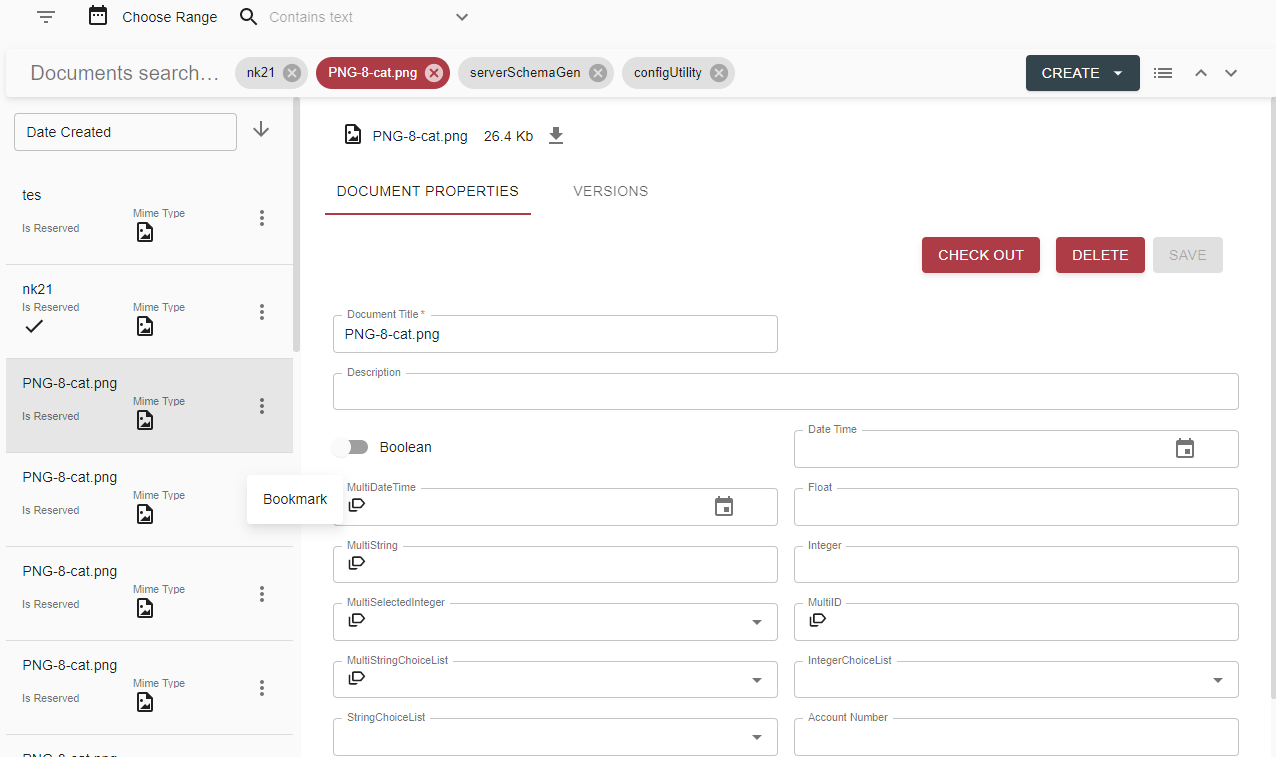 Choose Range
Contains text
Documents search...
nk21
PNG-8-cat.png
serverSchemaGen
configUtility
CREATE
Date Created
tes
Is Reserved
Mime Type
nk21
Is Reserved
Mime Type
PNG-8-cat.png
Is Reserved
Mime Type
PNG-8-cat.png
Is Reserved
Mime Type
Bookmark
PNG-8-cat.png
Is Reserved
Mime Type
PNG-8-cat.png
Is Reserved
Mime Type
PNG-8-cat.png 26.4 Kb
DOCUMENT PROPERTIES
VERSIONS
CHECK OUT
DELETE
SAVE
Document Title *
PNG-8-cat.png
Description
Boolean
Date Time
MultiDateTime
Float
MultiString
Integer
MultiSelectedInteger
MultiID
MultiStringChoiceList
IntegerChoiceList
StringChoiceList
Account Number